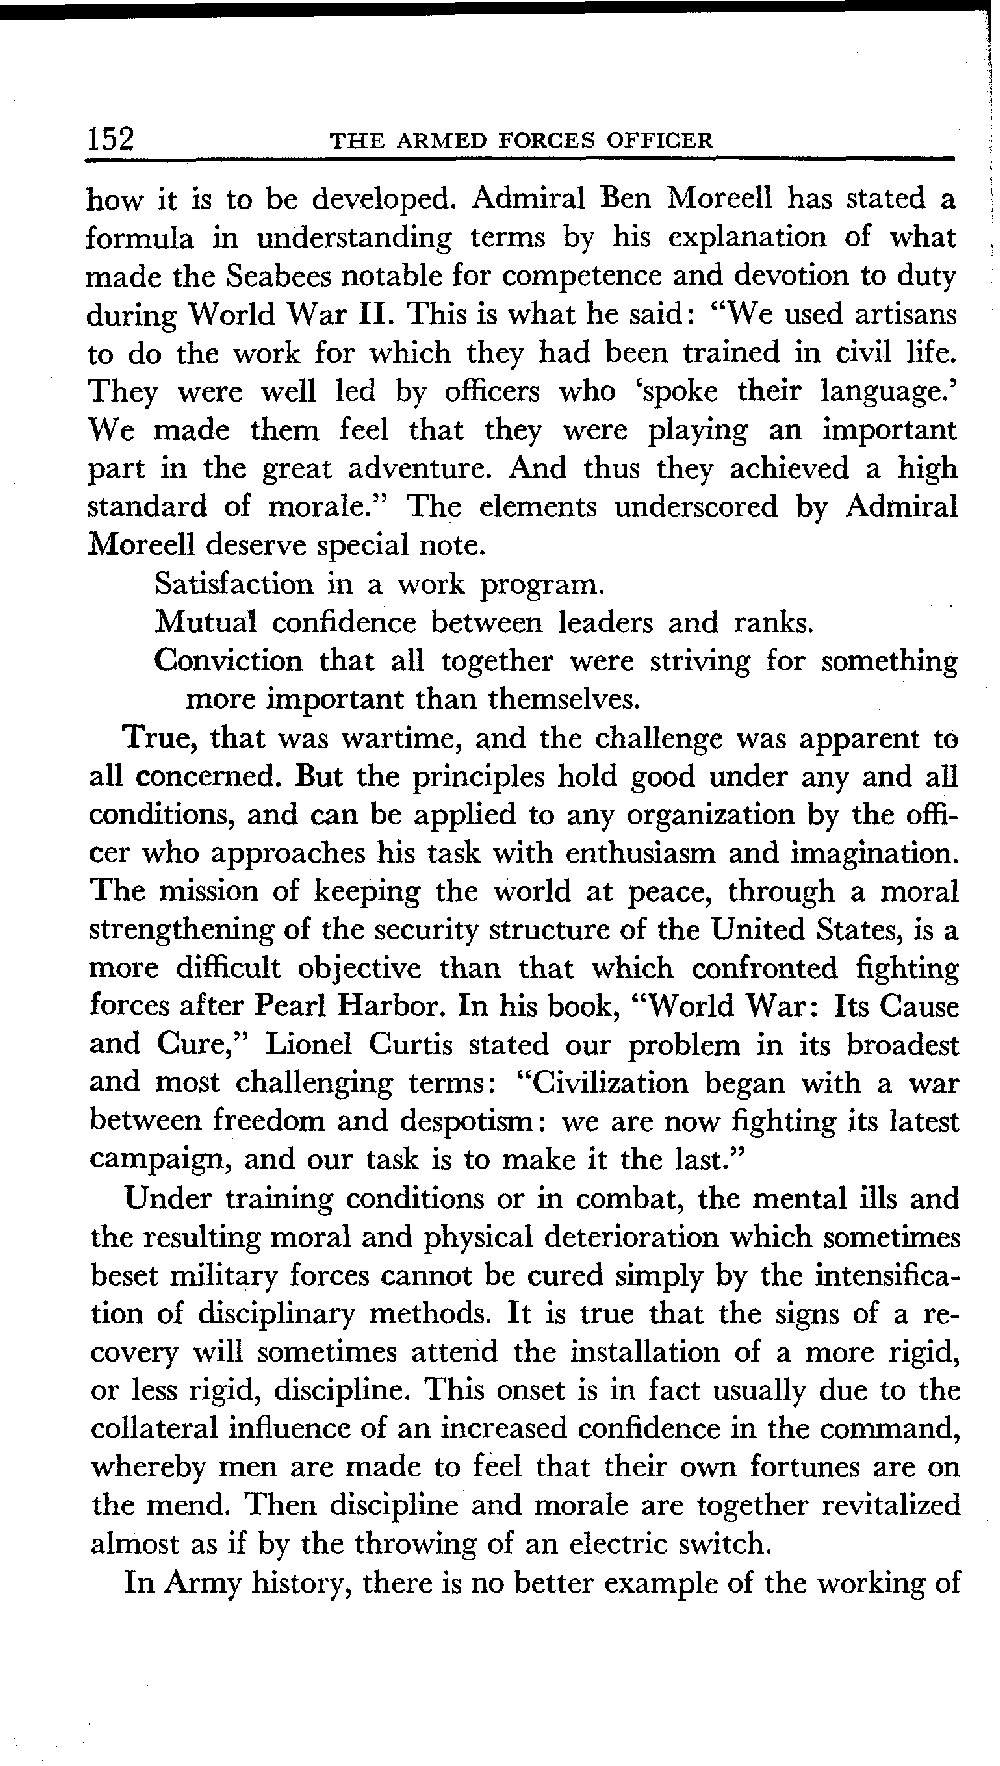 152 THE ARMED FORCES OFFICER
how it is to be developed. Admiral Ben Moreell has stated a
formula in understanding terms by his explanation of what
made the Seabees notable for competence and devotion to duty
during World War II. This is what he said: “We used artisans
to do the work for which they had been trained in civil life.
They were well led by officers who ‘spoke their language.’
We made them feel that they were playing an important
part in the great adventure. And thus they achieved a high
standard of morale.” The elements underscored by Admiral
Moreell deserve special note.
Satisfaction in a work program.
Mutual confidence between leaders and ranks.
Conviction that all together were striving for something
more important than themselves.
True, that was wartime, and the challenge was apparent to
all concerned. But the principles hold good under any and all
conditions, and can be applied to any organization by the offi-
cer who approaches his task with enthusiasm and imagination.
The mission of keeping the world at peace, through a moral
strengthening of the security structure of the United States, is a
more difficult objective than that which confronted fighting
forces after Pearl Harbor. In his book, “World War: Its Cause
and Cure,” Lionel Curtis stated our problem in its broadest
and most challenging terms: “Civilization began with a war
between freedom and despotism: we are now fighting its latest
campaign, and our task is to make it the last.”
Under training conditions or in combat, the mental ills and
the resulting moral and physical deterioration which sometimes
beset military forces cannot be cured simply by the intensifica-
tion of disciplinary methods. It is true that the signs of a re-
covery will sometimes attend the installation of a more rigid,
or less rigid, discipline. This onset is in fact usually due to the
collateral influence of an increased confidence in the command,
whereby men are made to feel that their own fortunes are on
the mend. Then discipline and morale are together revitalized
almost as if by the throwing of an electric switch.
In Army history, there is no better example of the working of